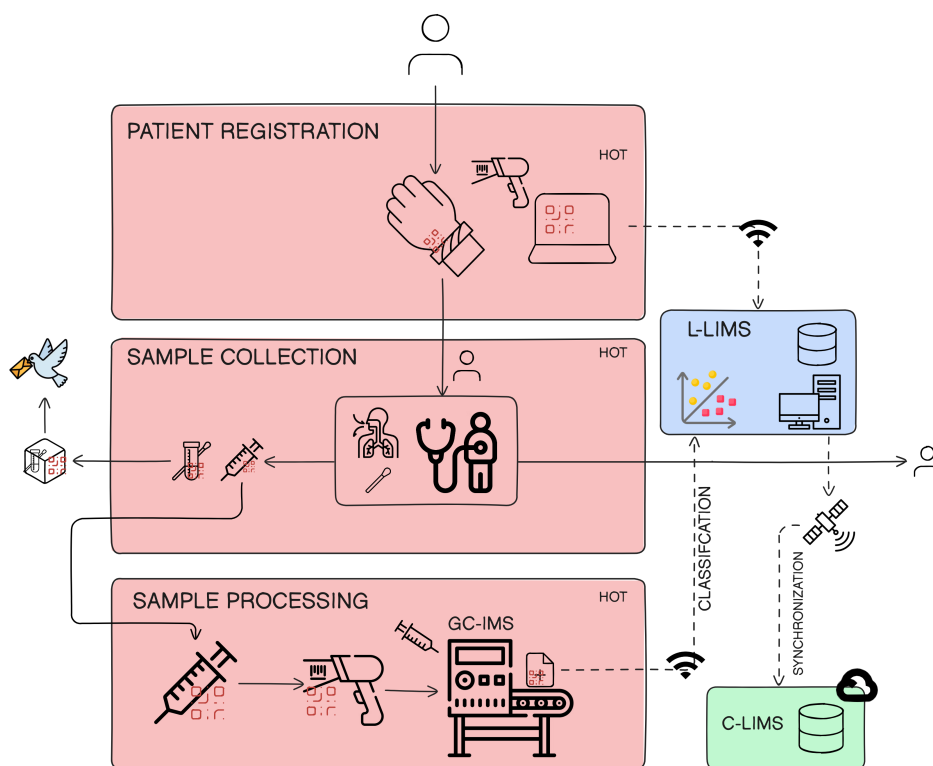 PATIENT REGISTRATION
HOT
L-LIMS
SAMPLE COLLECTION
HOT
CLASSIFCATION
SYNCHRONIZATION
SAMPLE PROCESSING
HOT
GC-IMS
C-LIMS